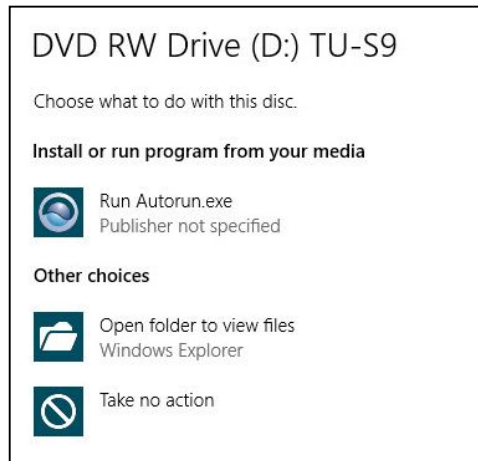 DVD RW Drive (D:) TU-S9
Choose what to do with this disc.
Install or run program from your media
Run Autorun.exe
Publisher not specified
Other choices
Open folder to view files
Windows Explorer
Take no action